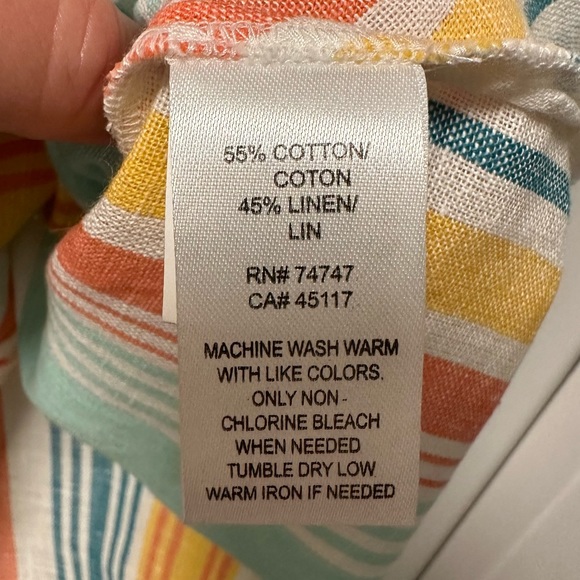 55% COTTON/
COTON
45% LINEN/
LIN
RN# 74747
CA# 45117
MACHINE WASH WARM
WITH LIKE COLORS.
ONLY NON -
CHLORINE BLEACH
WHEN NEEDED
TUMBLE DRY LOW
WARM IRON IF NEEDED